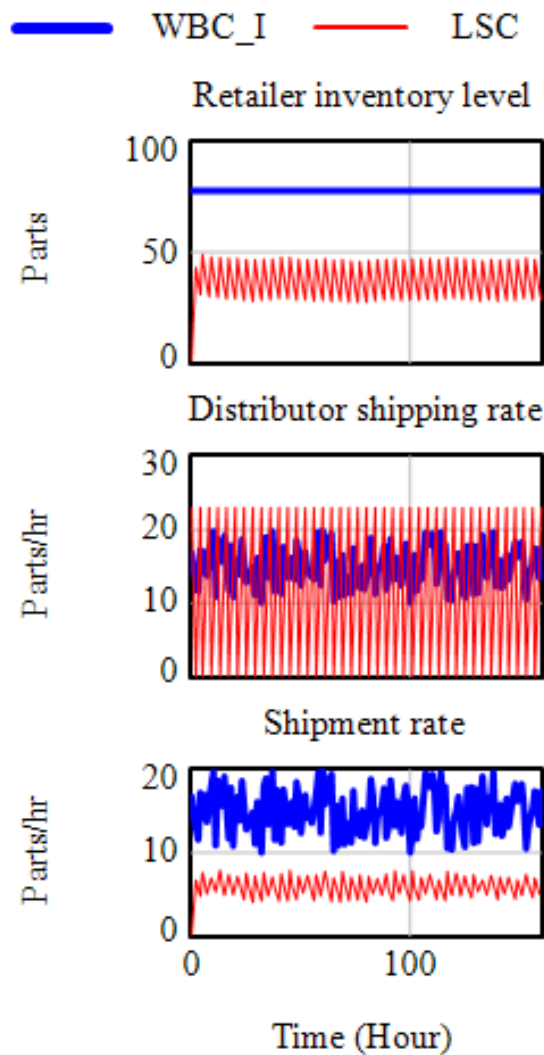 WBC_I LSC
Retailer inventory level
100
50
0
Parts
Distributor shipping rate
30
20
10
0
Parts/hr
Shipment rate
20
10
0
Parts/hr
0 100
Time (Hour)